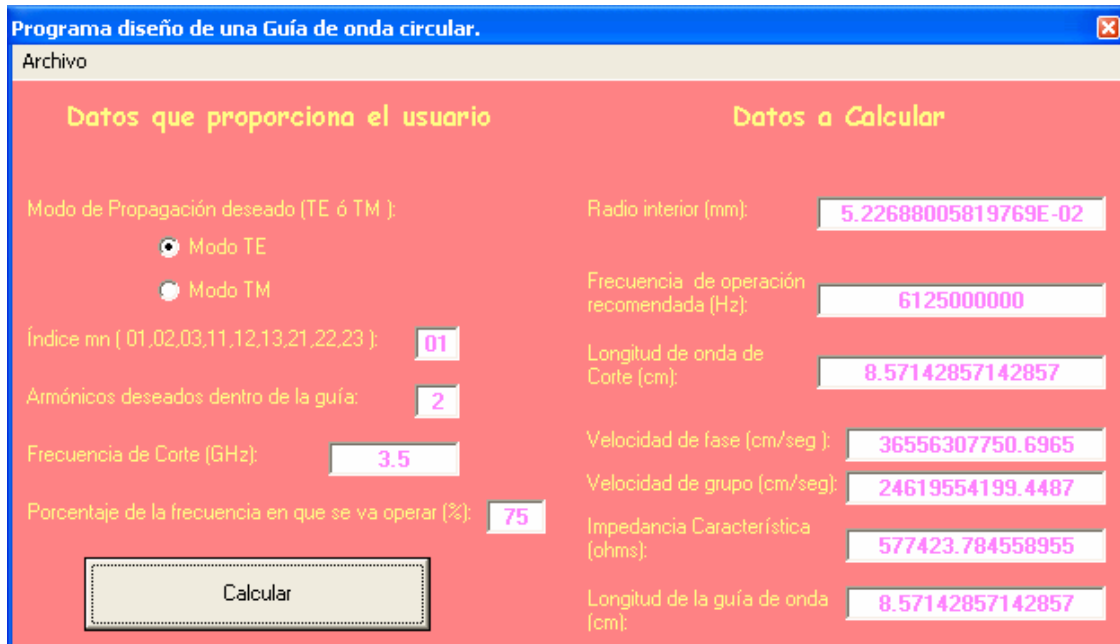 Programa diseño de una Guía de onda circular.
Archivo
Datos que proporciona el usuario
Modo de Propagación deseado (TE ó TM ):
Modo TE
Modo TM
Índice mn ( 01,02,03,11,12,13,21,22,23 ):
01
Armónicos deseados dentro de la guía:
2
Frecuencia de Corte (GHz):
3.5
Porcentaje de la frecuencia en que se va operar (%):
75
Calcular
Datos a Calcular
Radio interior (mm):
5.22688005819769E-02
Frecuencia de operación
recomendada (Hz):
6125000000
Longitud de onda de
Corte (cm):
8.57142857142857
Velocidad de fase (cm/seg ):
36556307750.6965
Velocidad de grupo (cm/seg):
24619554199.4487
Impedancia Característica
(ohms):
577423.784558955
Longitud de la guía de onda
(cm):
8.57142857142857